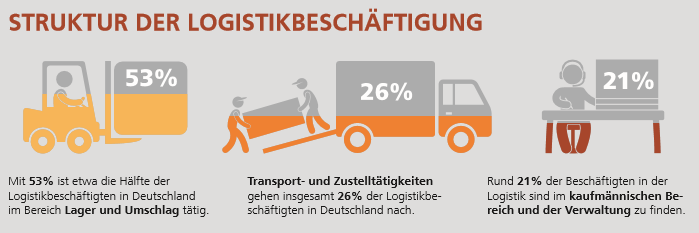 STRUKTUR DER LOGISTIKBESCHÄFTIGUNG
53%
26%
21%
Mit 53% ist etwa die Hälfte der
Logistikbeschäftigten in Deutschland
im Bereich Lager und Umschlag tätig.
Transport- und Zustelltätigkeiten
gehen insgesamt 26% der Logistikbe-
schäftigten in Deutschland nach.
Rund 21% der Beschäftigten in der
Logistik sind im kaufmännischen Be-
reich und der Verwaltung zu finden.